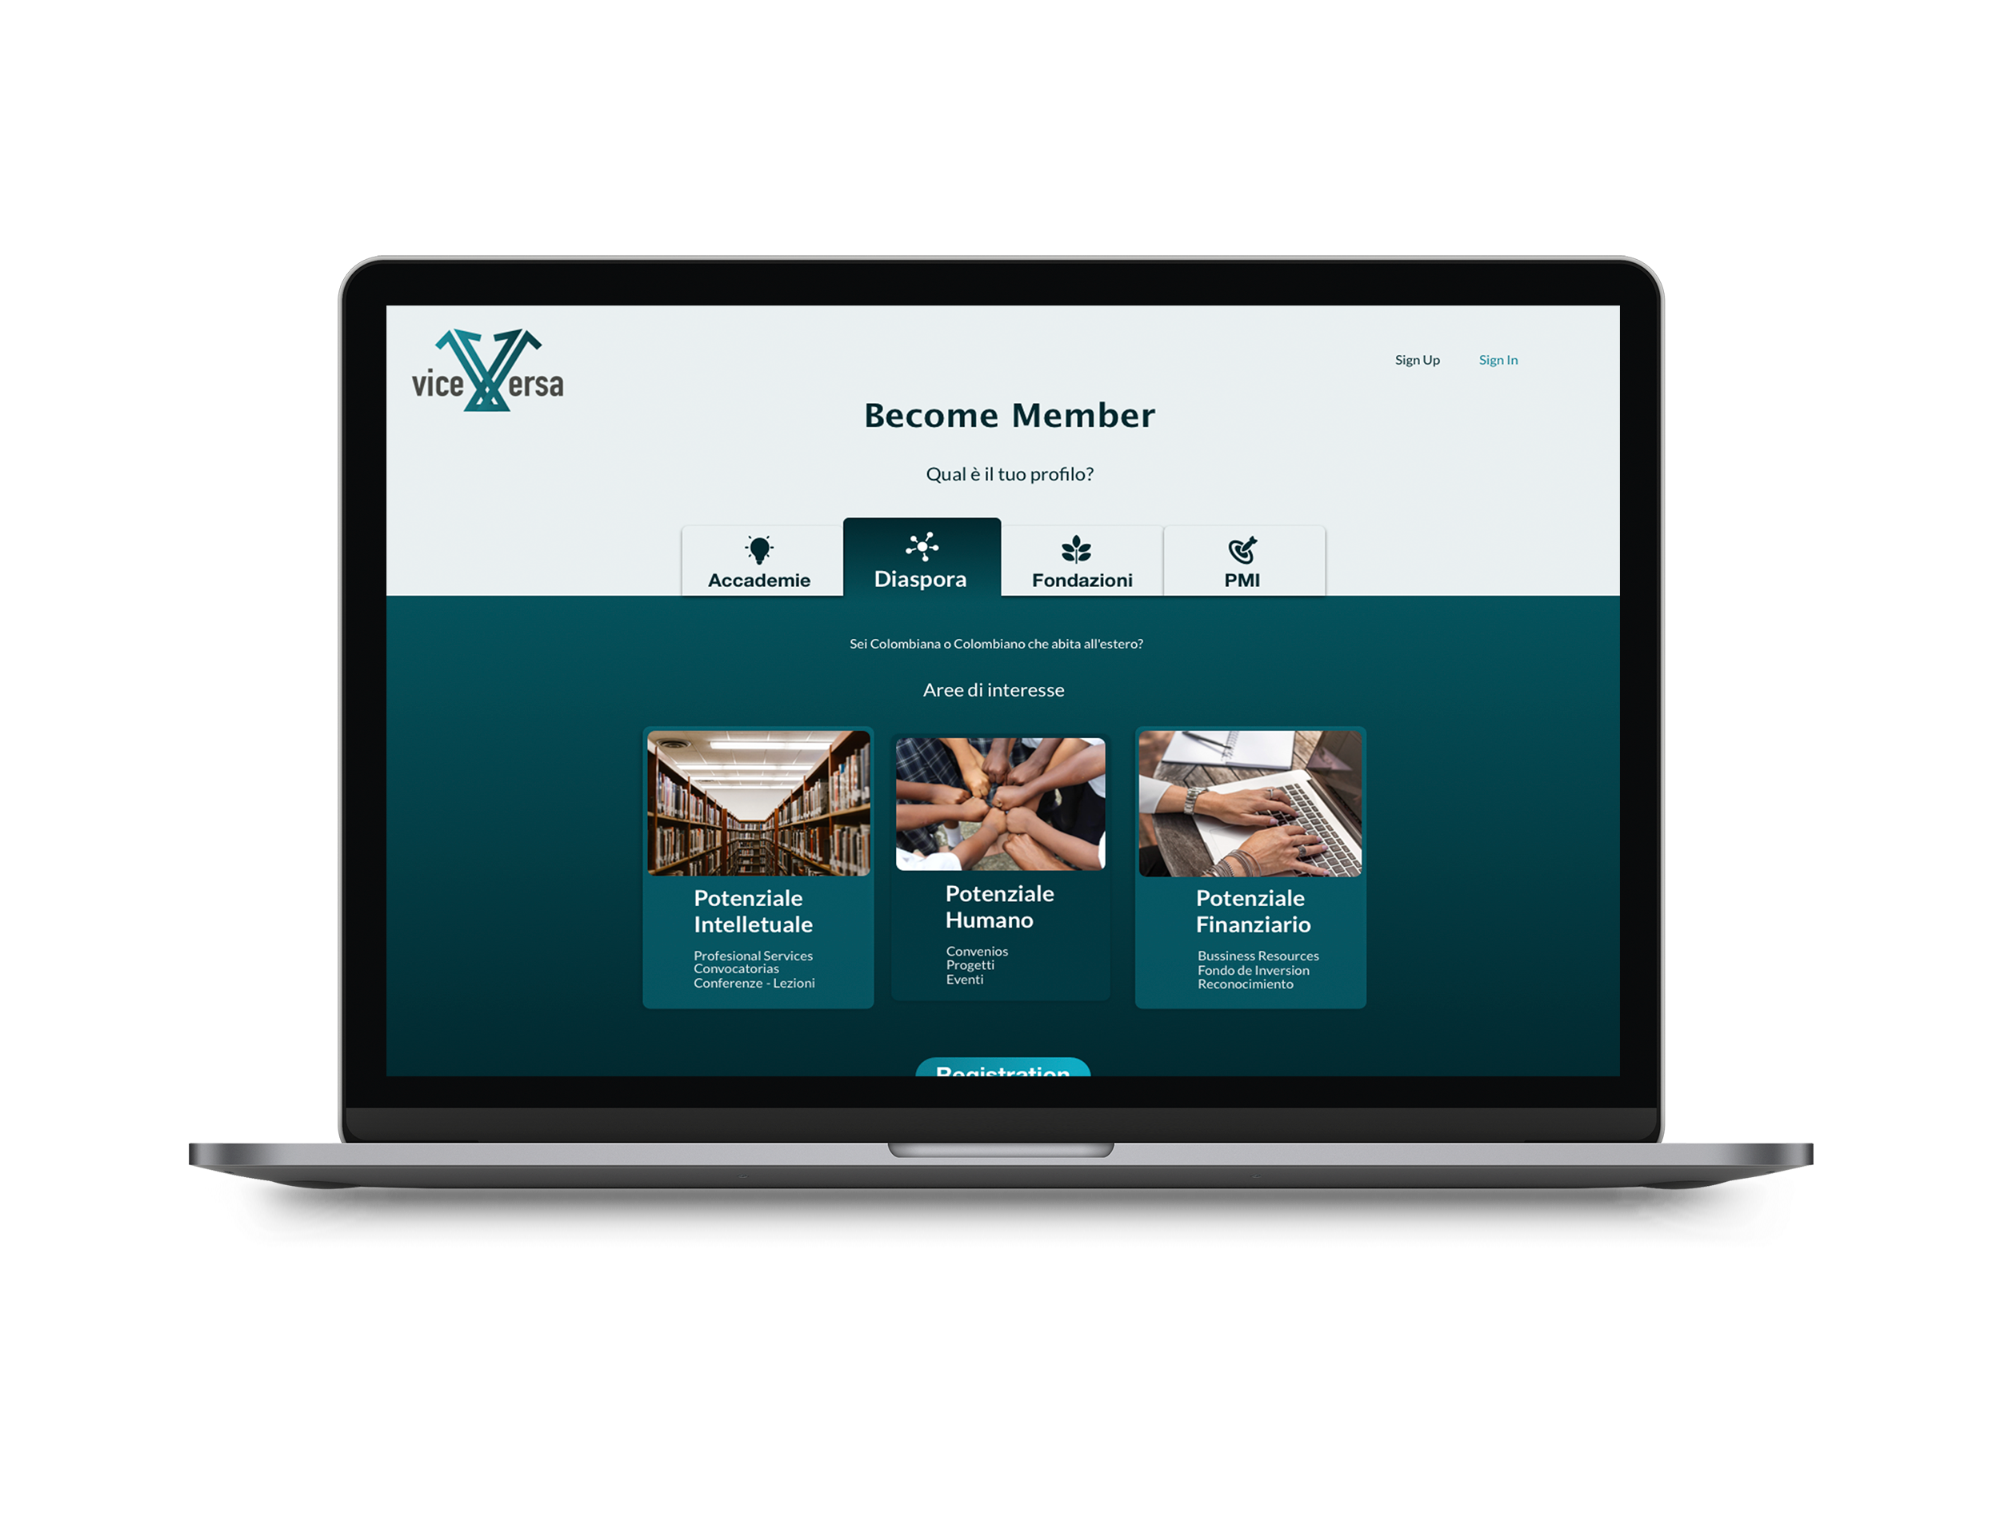 vice versa
Sign Up
Sign In
Become Member
Qual è il tuo profilo?
Accademie
Diaspora
Fondazioni
PMI
Sei Colombiana o Colombiano che abita all'estero?
Aree di interesse
Potenziale
Intelletuale
Profesional Services
Convocatorias
Conferenze - Lezioni
Potenziale
Humano
Convenios
Progetti
Eventi
Potenziale
Finanziario
Bussiness Resources
Fondo de Inversion
Reconocimiento
Registration